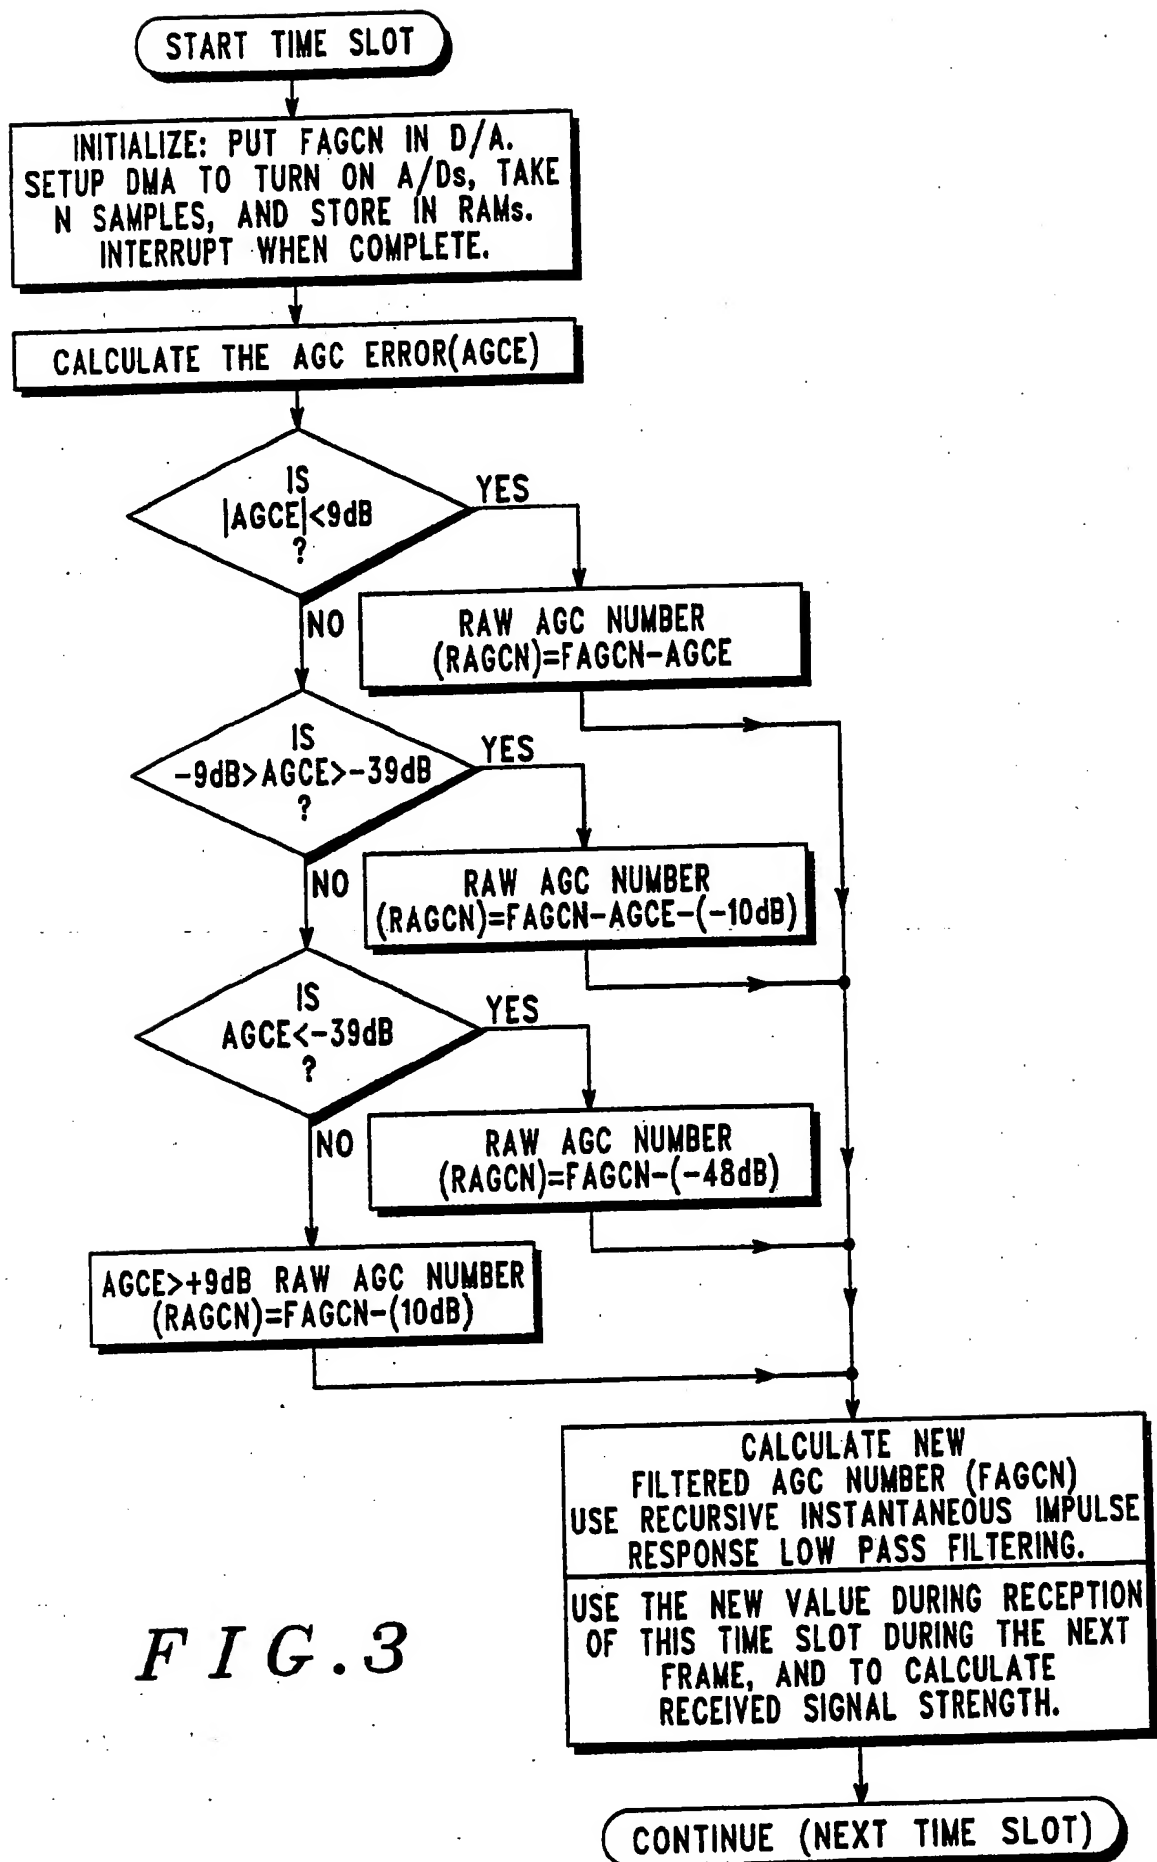 START TIME SLOT
INITIALIZE: PUT FAGCN IN D/A.
SETUP DMA TO TURN ON A/Ds, TAKE
N SAMPLES, AND STORE IN RAMs.
INTERRUPT WHEN COMPLETE.
CALCULATE THE AGC ERROR(AGCE)
IS
|AGCE|<9dB
?
YES
NO
RAW AGC NUMBER
(RAGCN)=FAGCN-AGCE
IS
-9dB>AGCE>-39dB
?
YES
NO
RAW AGC NUMBER
(RAGCN)=FAGCN-AGCE-(-10dB)
IS
AGCE<-39dB
?
YES
NO
RAW AGC NUMBER
(RAGCN)=FAGCN-(-48dB)
AGCE>+9dB RAW AGC NUMBER
(RAGCN)=FAGCN-(10dB)
CALCULATE NEW
FILTERED AGC NUMBER (FAGCN)
USE RECURSIVE INSTANTANEOUS IMPULSE
RESPONSE LOW PASS FILTERING.
USE THE NEW VALUE DURING RECEPTION
OF THIS TIME SLOT DURING THE NEXT
FRAME, AND TO CALCULATE
RECEIVED SIGNAL STRENGTH.
CONTINUE (NEXT TIME SLOT)
FIG.3